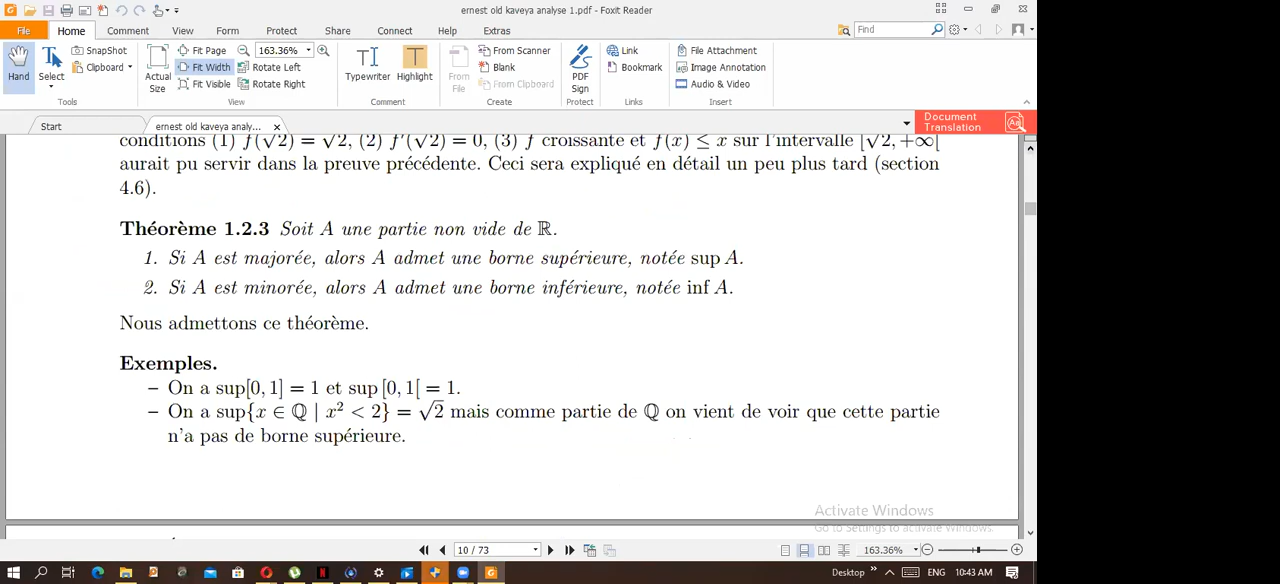 ernest old kaveya analyse 1.pdf - Foxit Reader
File Home Comment View Form Protect Share Connect Help Extras Find
SnapShot Fit Page 163.36% From Scanner Link File Attachment
Hand Select Clipboard Actual Size Fit Width Rotate Left Typewriter Highlight From File Blank PDF Sign Bookmark Image Annotation
Fit Visible Rotate Right From Clipboard Audio & Video
Tools View Comment Create Protect Links Insert
Start ernest old kaveya analy... Document Translation
conditions (1) f(√2) = √2, (2) f′(√2) = 0, (3) f croissante et f(x) ≤ x sur l'intervalle [√2, +∞[
aurait pu servir dans la preuve précédente. Ceci sera expliqué en détail un peu plus tard (section
4.6).
Théorème 1.2.3 Soit A une partie non vide de ℝ.
1. Si A est majorée, alors A admet une borne supérieure, notée sup A.
2. Si A est minorée, alors A admet une borne inférieure, notée inf A.
Nous admettons ce théorème.
Exemples.
– On a sup[0, 1] = 1 et sup [0, 1[ = 1.
– On a sup{x ∈ ℚ | x² < 2} = √2 mais comme partie de ℚ on vient de voir que cette partie
n'a pas de borne supérieure.
Activate Windows
Go to Settings to activate Windows.
10 / 73 163.36%
Desktop ENG 10:43 AM